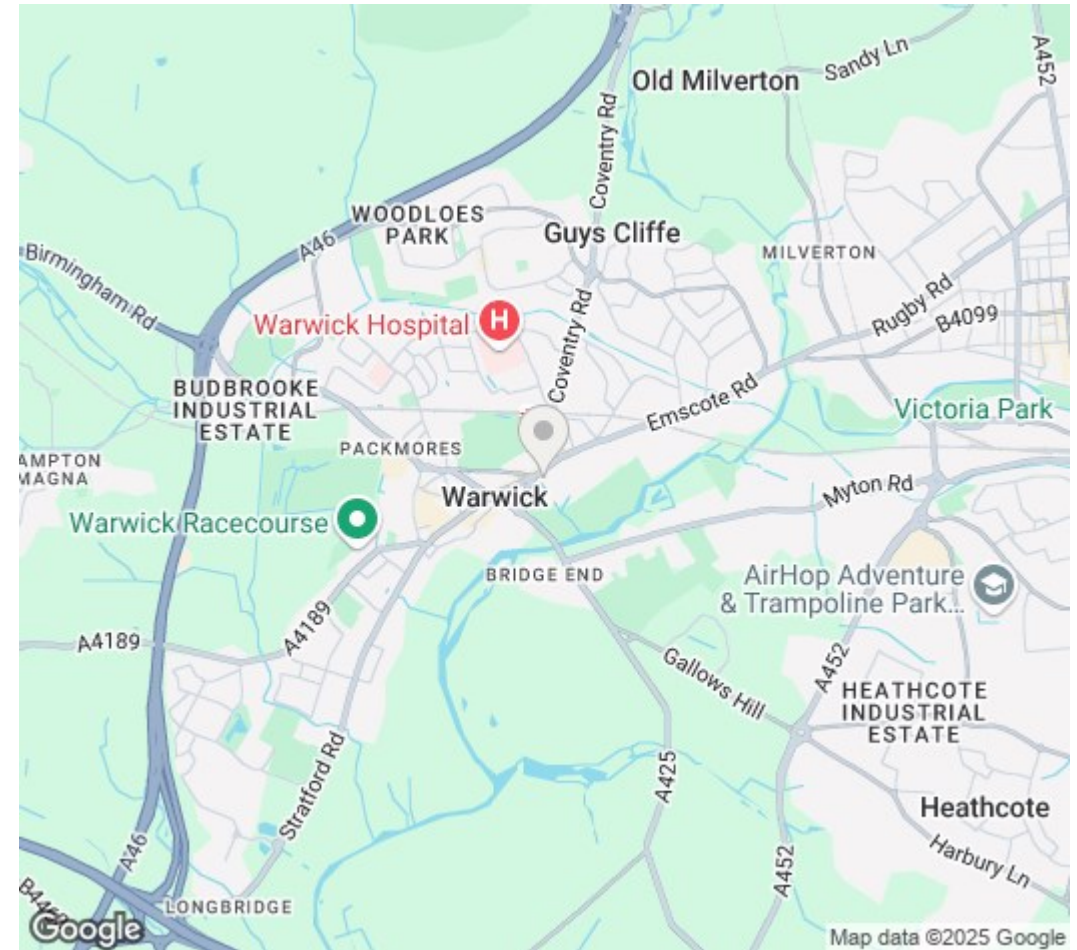 Old Milverton
Sandy Ln
A452
Coventry Rd
WOODLOES
PARK
Guys Cliffe
A46
MILVERTON
Birmingham Rd
Warwick Hospital
H
Coventry Rd
Rugby Rd
B4099
BUDBROOKE
INDUSTRIAL
ESTATE
Emscote Rd
Victoria Park
PACKMORES
AMPTON
MAGNA
Warwick
Myton Rd
Warwick Racecourse
BRIDGE END
AirHop Adventure
& Trampoline Park...
A4189
A4189
Gallows Hill
A452
HEATHCOTE
INDUSTRIAL
ESTATE
Stratford Rd
A425
Heathcote
A46
A452
Harbury Ln
LONGBRIDGE
Google
Map data ©2025 Google